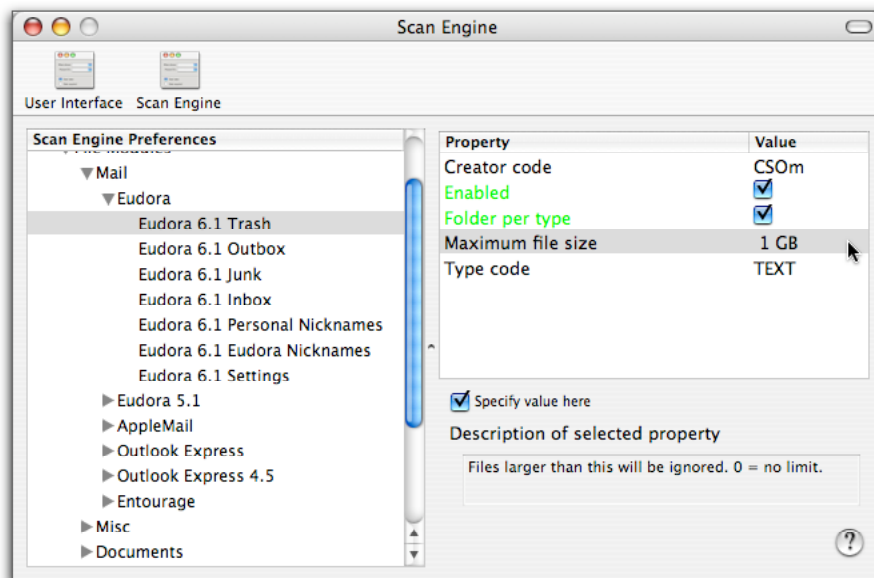 Scan Engine
User Interface Scan Engine
Scan Engine Preferences
Mail
Eudora
Eudora 6.1 Trash
Eudora 6.1 Outbox
Eudora 6.1 Junk
Eudora 6.1 Inbox
Eudora 6.1 Personal Nicknames
Eudora 6.1 Eudora Nicknames
Eudora 6.1 Settings
Eudora 5.1
AppleMail
Outlook Express
Outlook Express 4.5
Entourage
Misc
Documents
Property Value
Creator code CSOm
Enabled
Folder per type
Maximum file size 1 GB
Type code TEXT
Specify value here
Description of selected property
Files larger than this will be ignored. 0 = no limit.
?